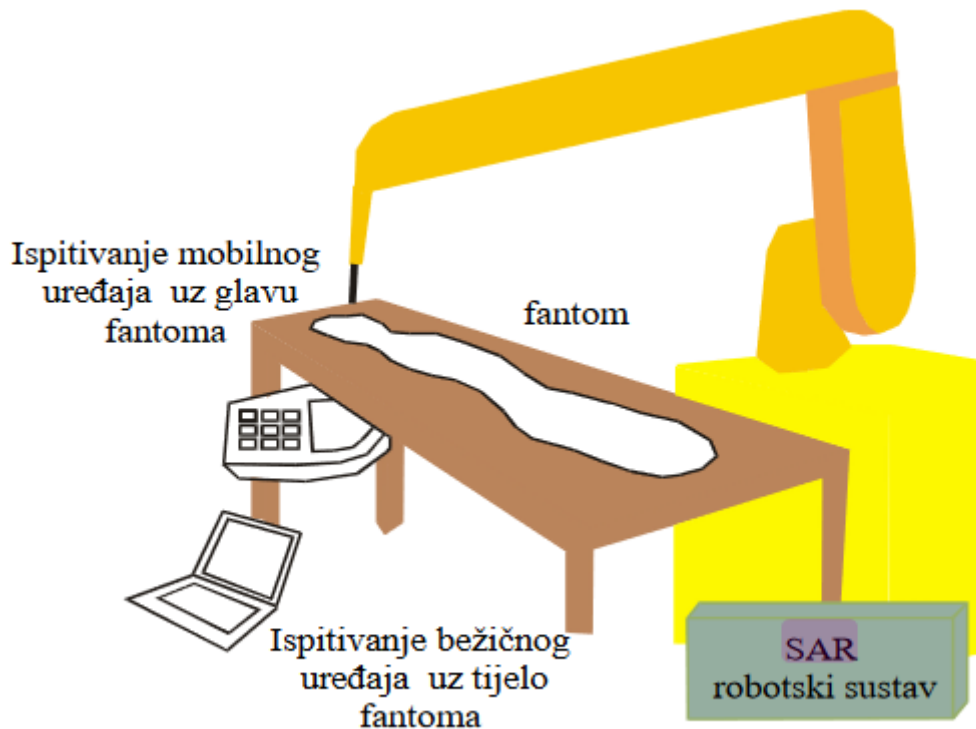 Ispitivanje mobilnog
uređaja uz glavu
fantoma
fantom
Ispitivanje bežičnog
uređaja uz tijelo
fantoma
SAR
robotski sustav